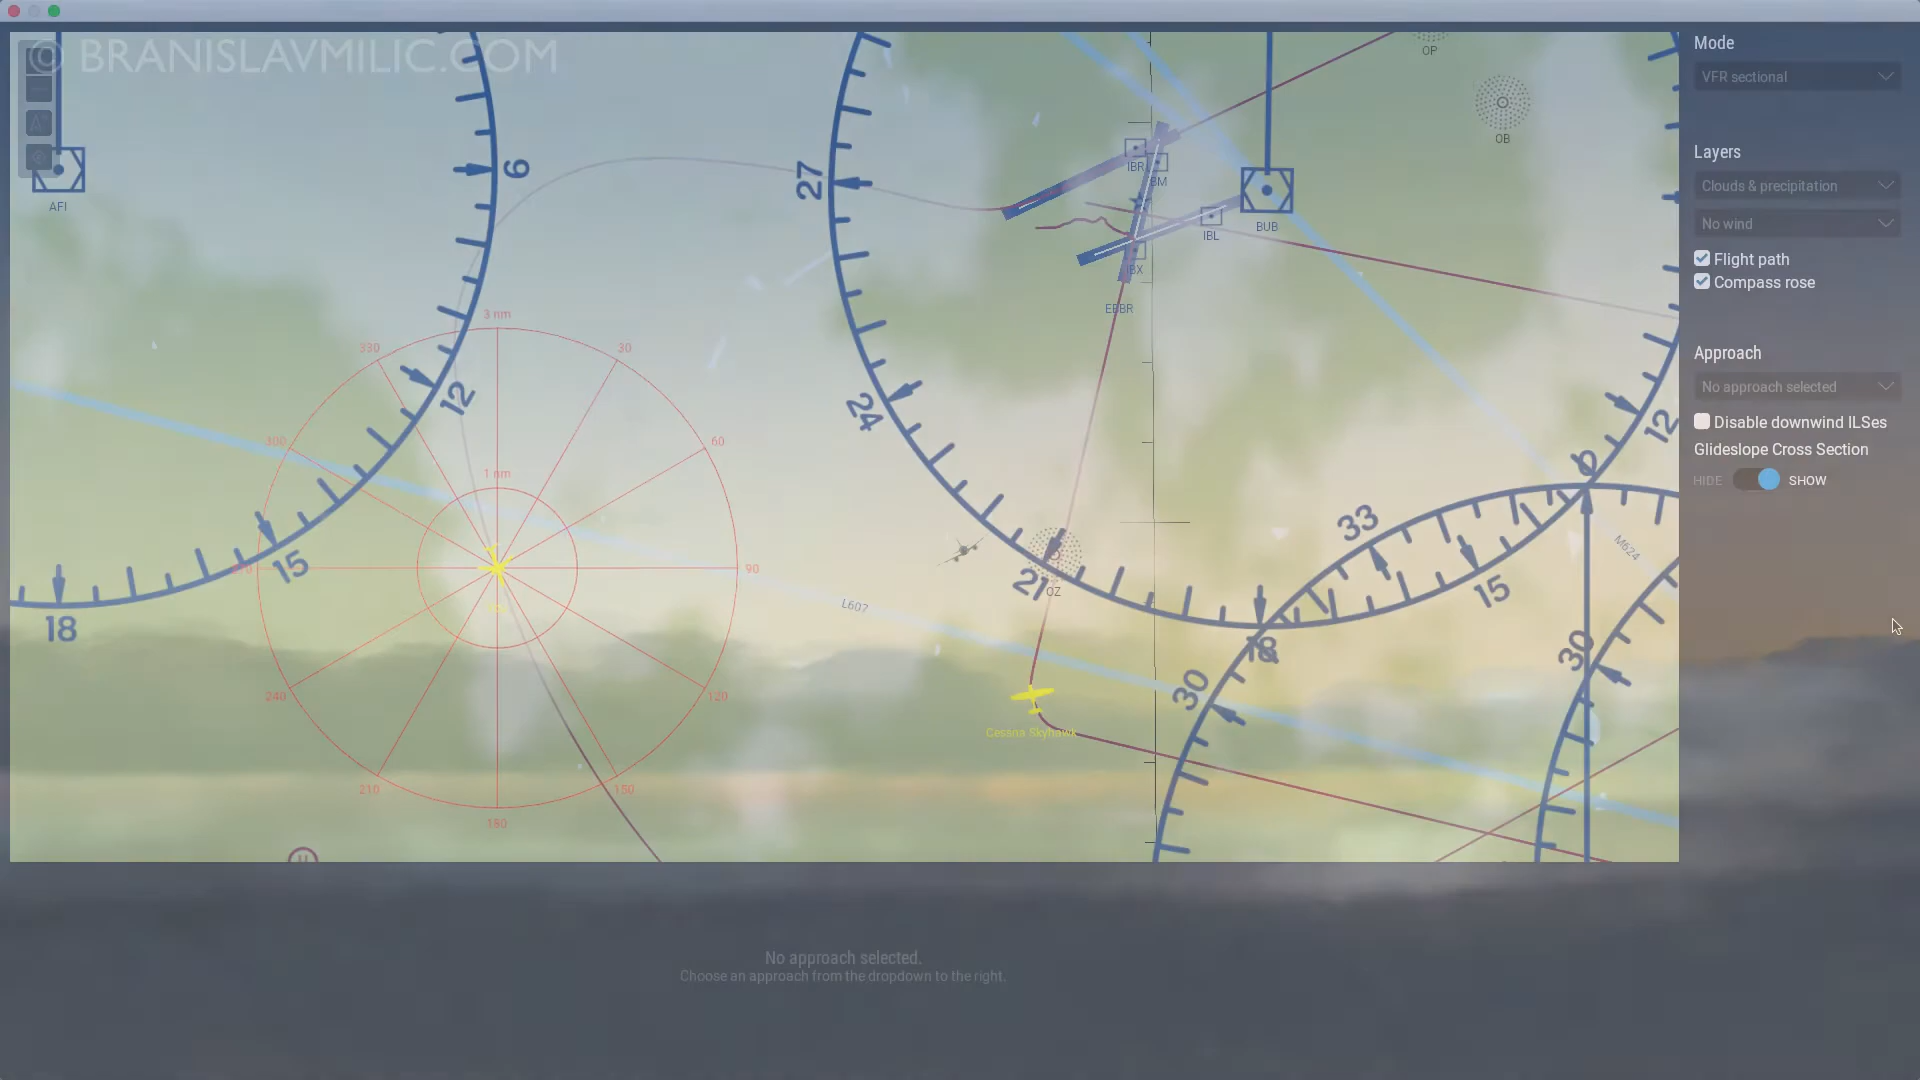 © BRANISLAVMILIC.COM
Mode
VFR sectional
Layers
Clouds & precipitation
No wind
Flight path
Compass rose
Approach
No approach selected
Disable downwind ILSes
Glideslope Cross Section
HIDE
SHOW
OP
OB
IBR
BM
IBL
BUB
IBX
EBBR
AFI
6
27
12
24
15
18
21
OZ
L607
33
15
18
30
30
0
12
M624
3 nm
1 nm
330
30
300
60
270
90
240
120
210
150
180
Cessna Skyhawk
H
No approach selected.
Choose an approach from the dropdown to the right.